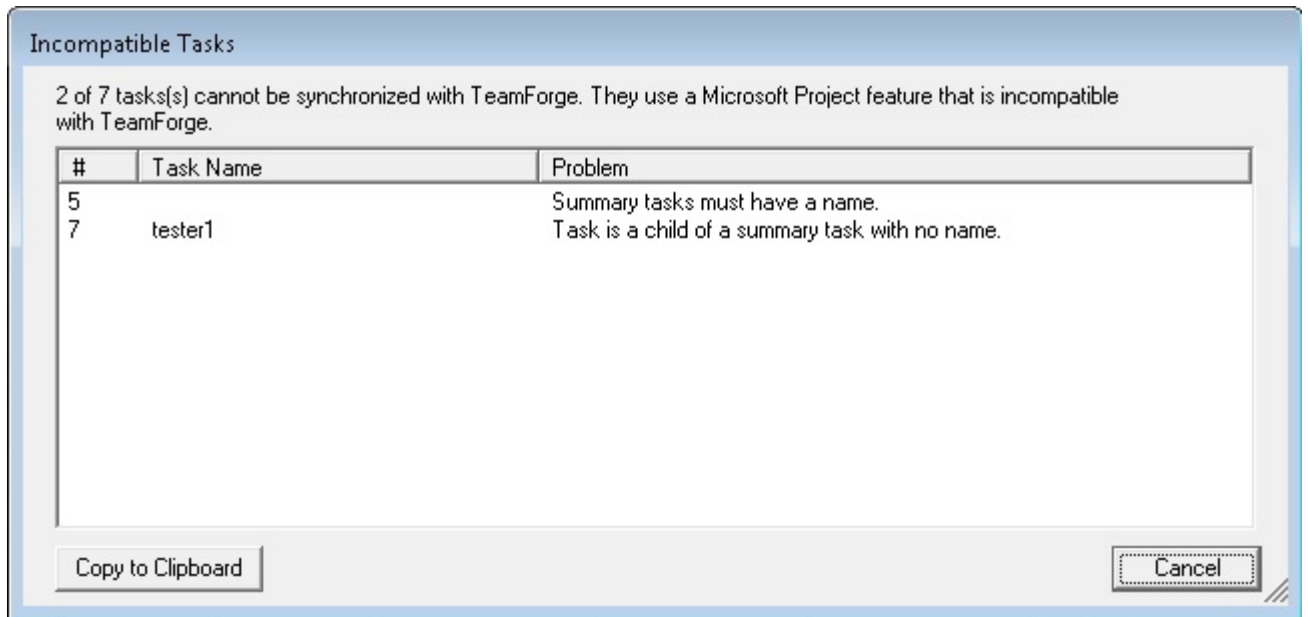 Incompatible Tasks
2 of 7 tasks(s) cannot be synchronized with TeamForge. They use a Microsoft Project feature that is incompatible
with TeamForge.
# Task Name Problem
5 Summary tasks must have a name.
7 tester1 Task is a child of a summary task with no name.
Copy to Clipboard Cancel